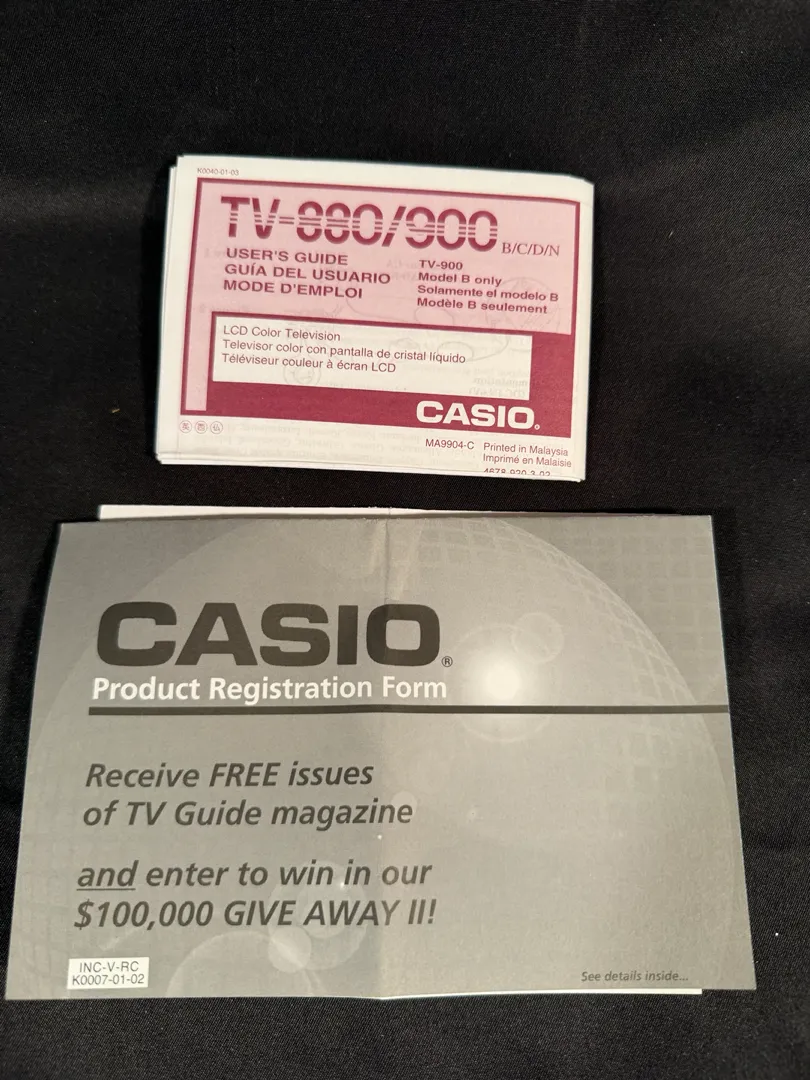 K0040-01-03
TV-880/900 B/C/D/N
USER'S GUIDE
GUÍA DEL USUARIO
MODE D'EMPLOI
TV-900
Model B only
Solamente el modelo B
Modèle B seulement
LCD Color Television
Televisor color con pantalla de cristal líquido
Téléviseur couleur à écran LCD
CASIO®
MA9904-C Printed in Malaysia
Imprimé en Malaisie
CASIO®
Product Registration Form
Receive FREE issues
of TV Guide magazine
and enter to win in our
$100,000 GIVE AWAY II!
INC-V-RC
K0007-01-02
See details inside...